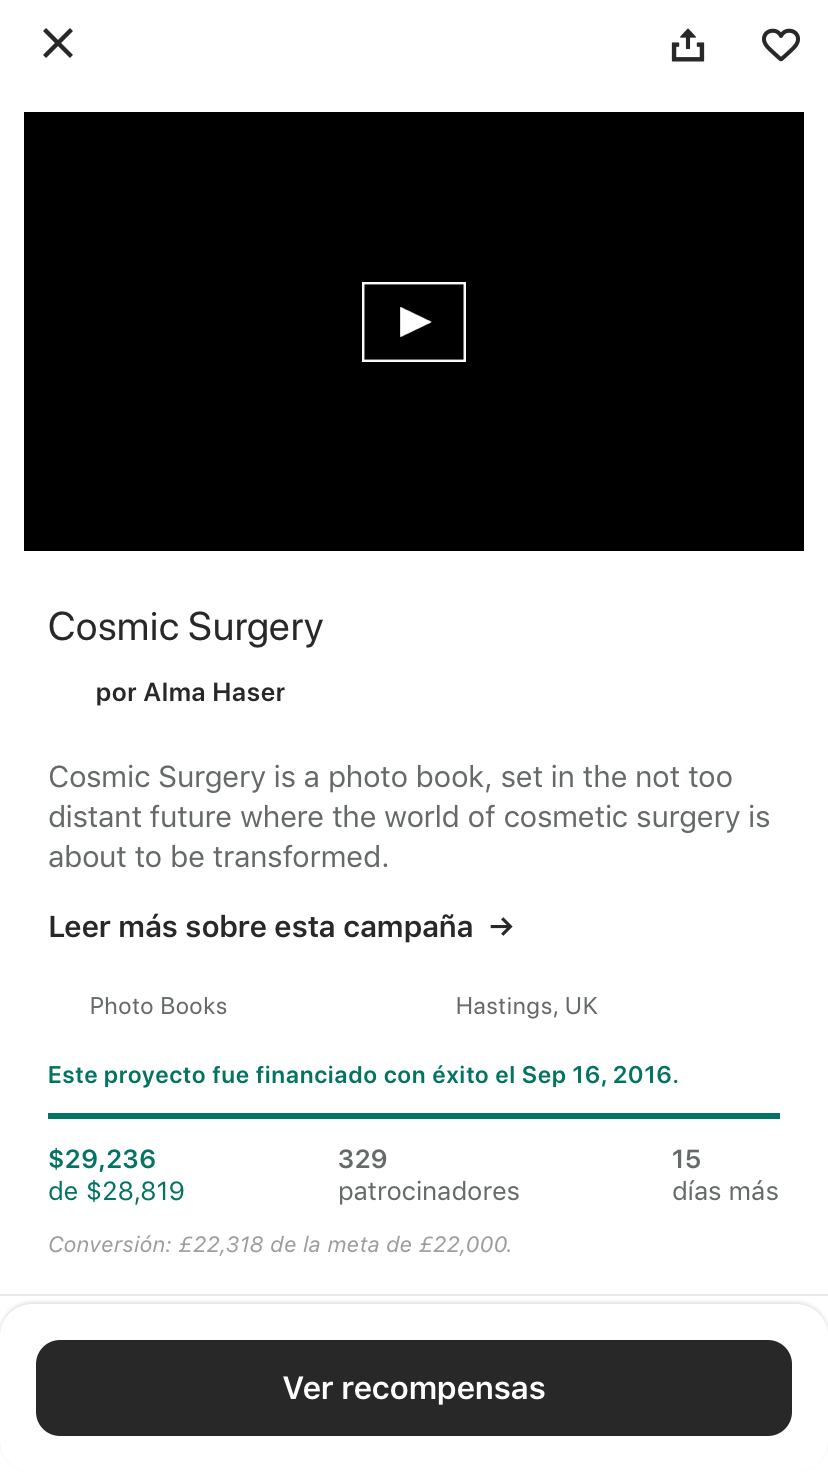 Cosmic Surgery
por Alma Haser
Cosmic Surgery is a photo book, set in the not too
distant future where the world of cosmetic surgery is
about to be transformed.
Leer más sobre esta campaña →
Photo Books
Hastings, UK
Este proyecto fue financiado con éxito el Sep 16, 2016.
$29,236
de $28,819
329
patrocinadores
15
días más
Conversión: £22,318 de la meta de £22,000.
Ver recompensas